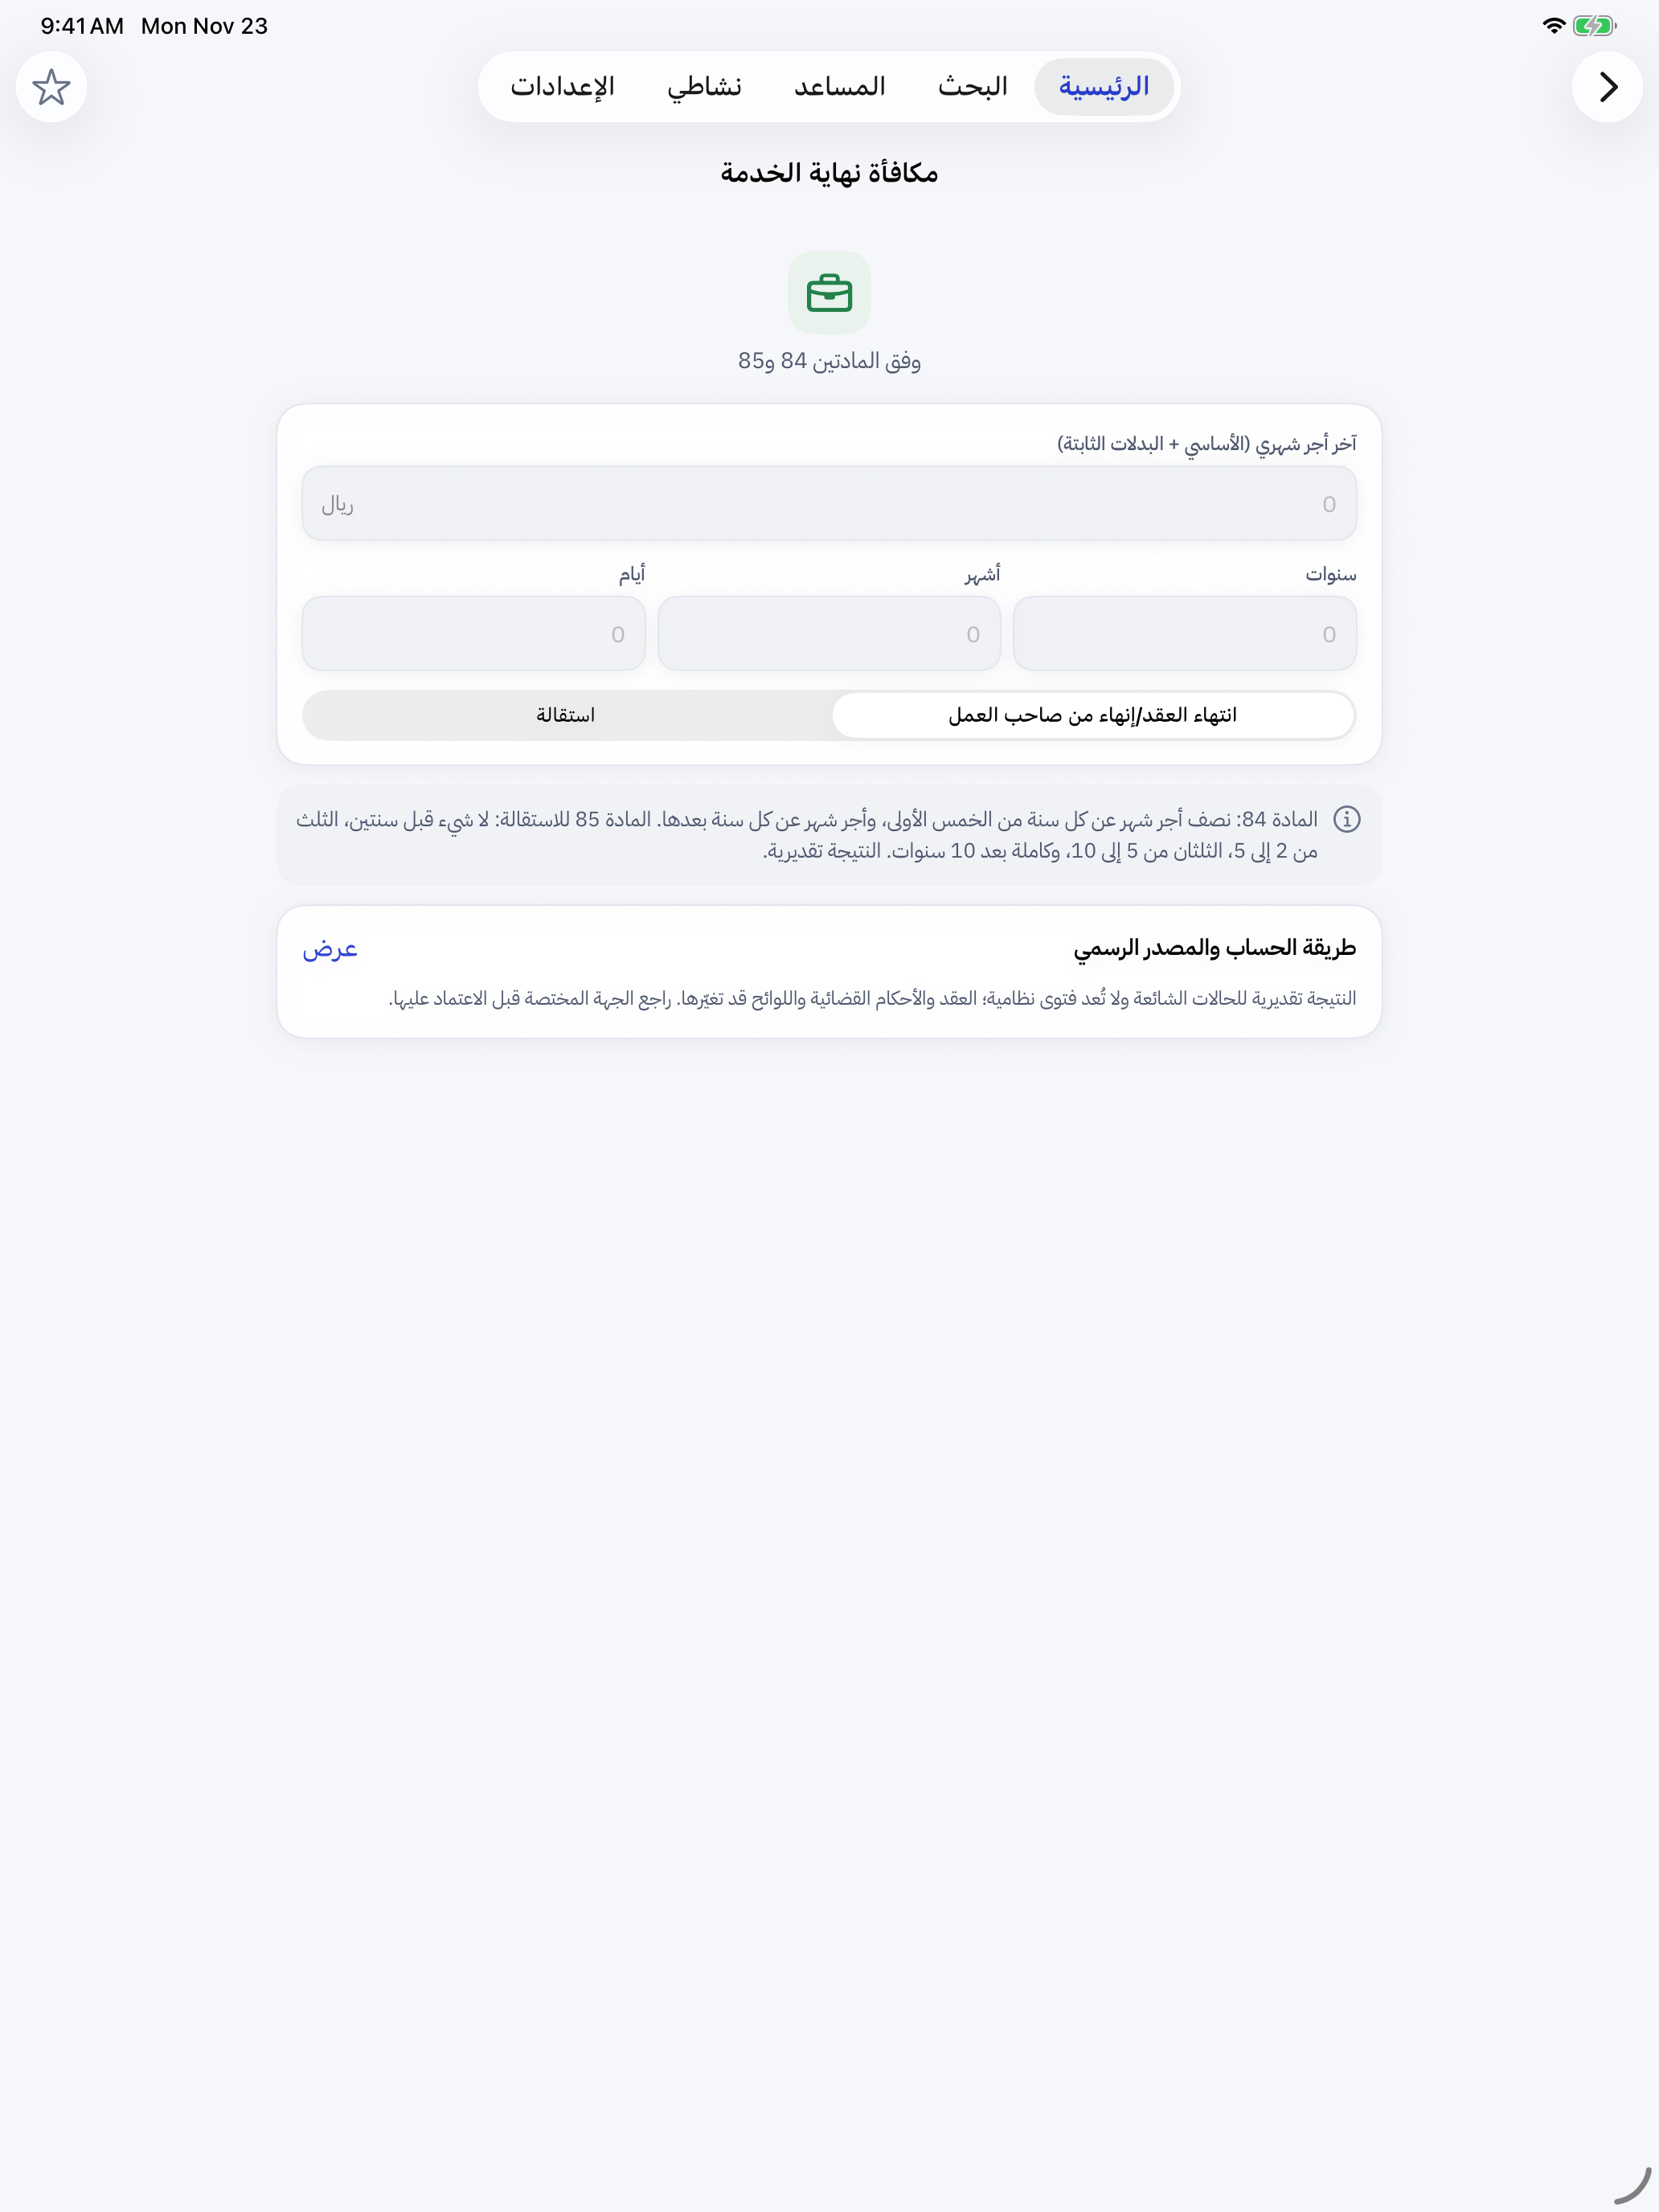 9:41 AM Mon Nov 23
الرئيسية البحث المساعد نشاطي الإعدادات
مكافأة نهاية الخدمة
وفق المادتين 84 و85
آخر أجر شهري (الأساسي + البدلات الثابتة)
0 ريال
سنوات أشهر أيام
0 0 0
انتهاء العقد/إنهاء من صاحب العمل استقالة
المادة 84: نصف أجر شهر عن كل سنة من الخمس الأولى، وأجر شهر عن كل سنة بعدها. المادة 85 للاستقالة: لا شيء قبل سنتين، الثلث
من 2 إلى 5، الثلثان من 5 إلى 10، وكاملة بعد 10 سنوات. النتيجة تقديرية.
طريقة الحساب والمصدر الرسمي عرض
النتيجة تقديرية للحالات الشائعة ولا تُعد فتوى نظامية؛ العقد والأحكام القضائية واللوائح قد تغيّرها. راجع الجهة المختصة قبل الاعتماد عليها.